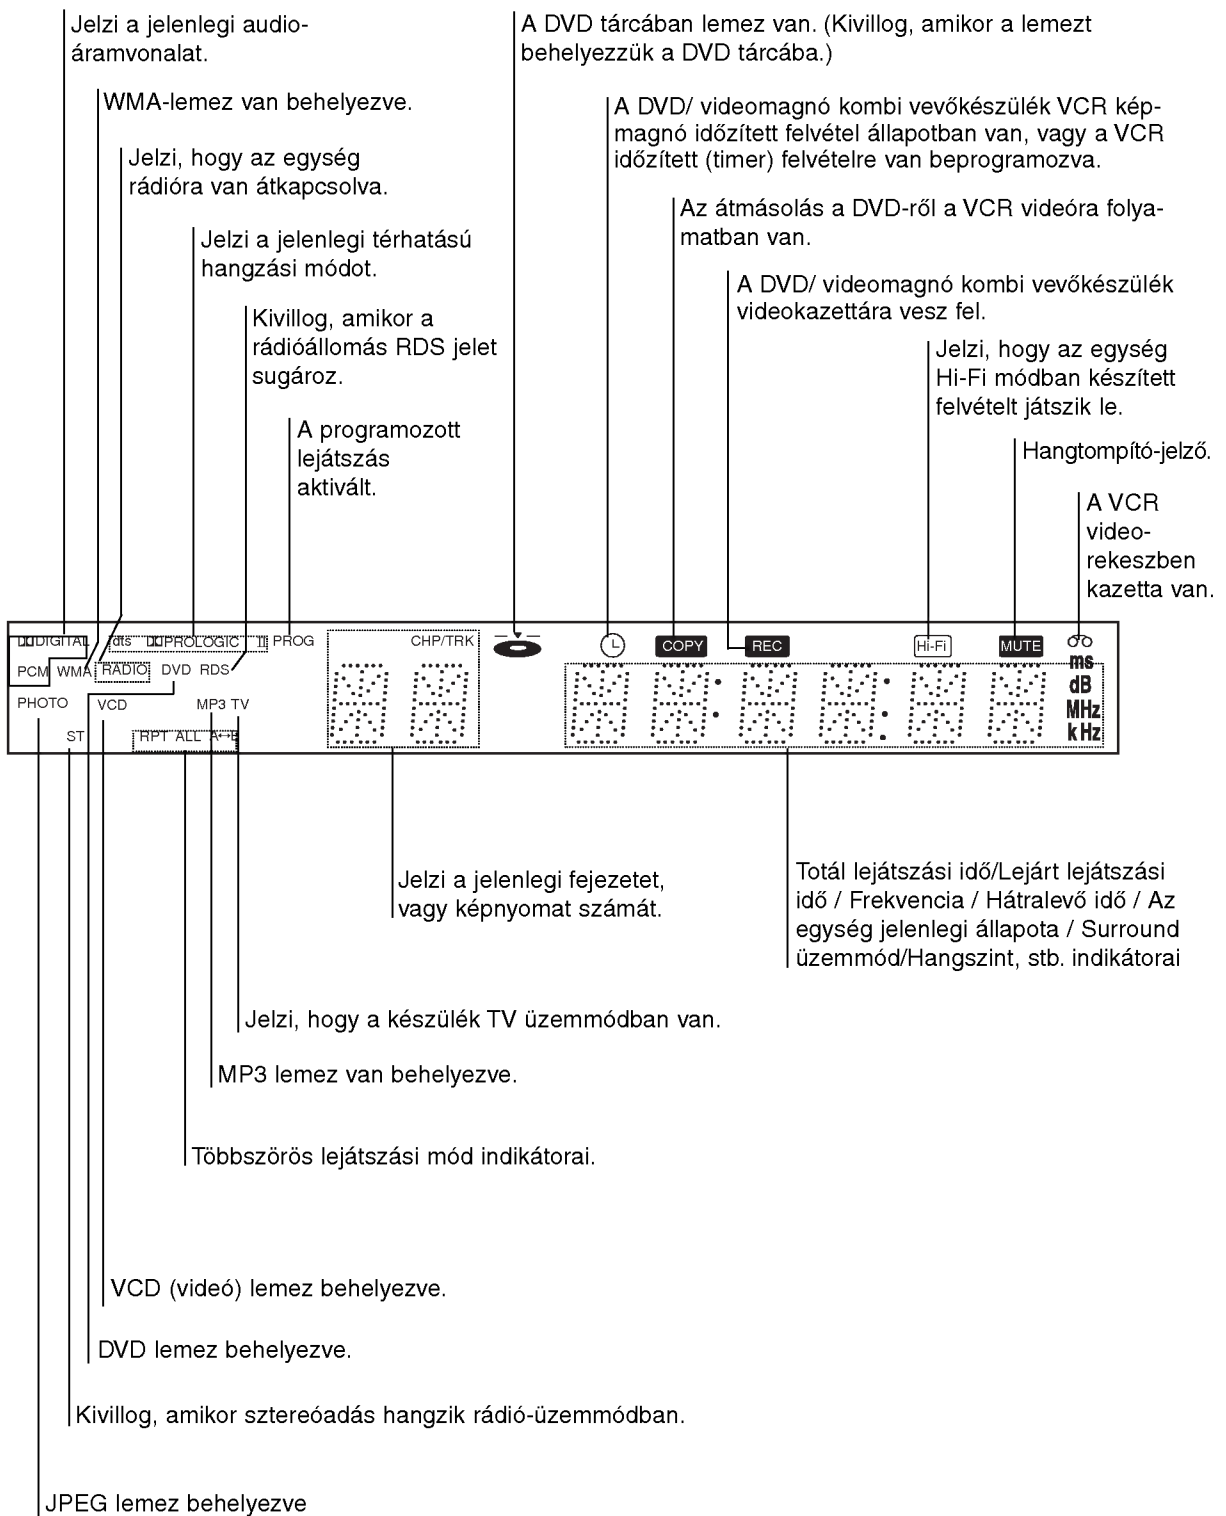 Jelzi a jelenlegi audio-
áramvonalat.
WMA-lemez van behelyezve.
Jelzi, hogy az egység
rádióra van átkapcsolva.
Jelzi a jelenlegi térhatású
hangzási módot.
Kivillog, amikor a
rádióállomás RDS jelet
sugároz.
A programozott
lejátszás
aktivált.
A DVD tárcában lemez van. (Kivillog, amikor a lemezt
behelyezzük a DVD tárcába.)
A DVD/ videomagnó kombi vevőkészülék VCR kép-
magnó időzített felvétel állapotban van, vagy a VCR
időzített (timer) felvételre van beprogramozva.
Az átmásolás a DVD-ről a VCR videóra folya-
matban van.
A DVD/ videomagnó kombi vevőkészülék
videokazettára vesz fel.
Jelzi, hogy az egység
Hi-Fi módban készített
felvételt játszik le.
Hangtompító-jelző.
A VCR
video-
rekeszben
kazetta van.
DIGITAL dts PROLOGIC II PROG CHP/TRK COPY REC Hi-Fi MUTE
PCM WMA RADIO DVD RDS ms
dB
PHOTO VCD MP3 TV MHz
ST RPT ALL A↔B kHz
Jelzi a jelenlegi fejezetet,
vagy képnyomat számát.
Totál lejátszási idő/Lejárt lejátszási
idő / Frekvencia / Hátralevő idő / Az
egység jelenlegi állapota / Surround
üzemmód/Hangszint, stb. indikátorai
Jelzi, hogy a készülék TV üzemmódban van.
MP3 lemez van behelyezve.
Többszörös lejátszási mód indikátorai.
VCD (videó) lemez behelyezve.
DVD lemez behelyezve.
Kivillog, amikor sztereóadás hangzik rádió-üzemmódban.
JPEG lemez behelyezve